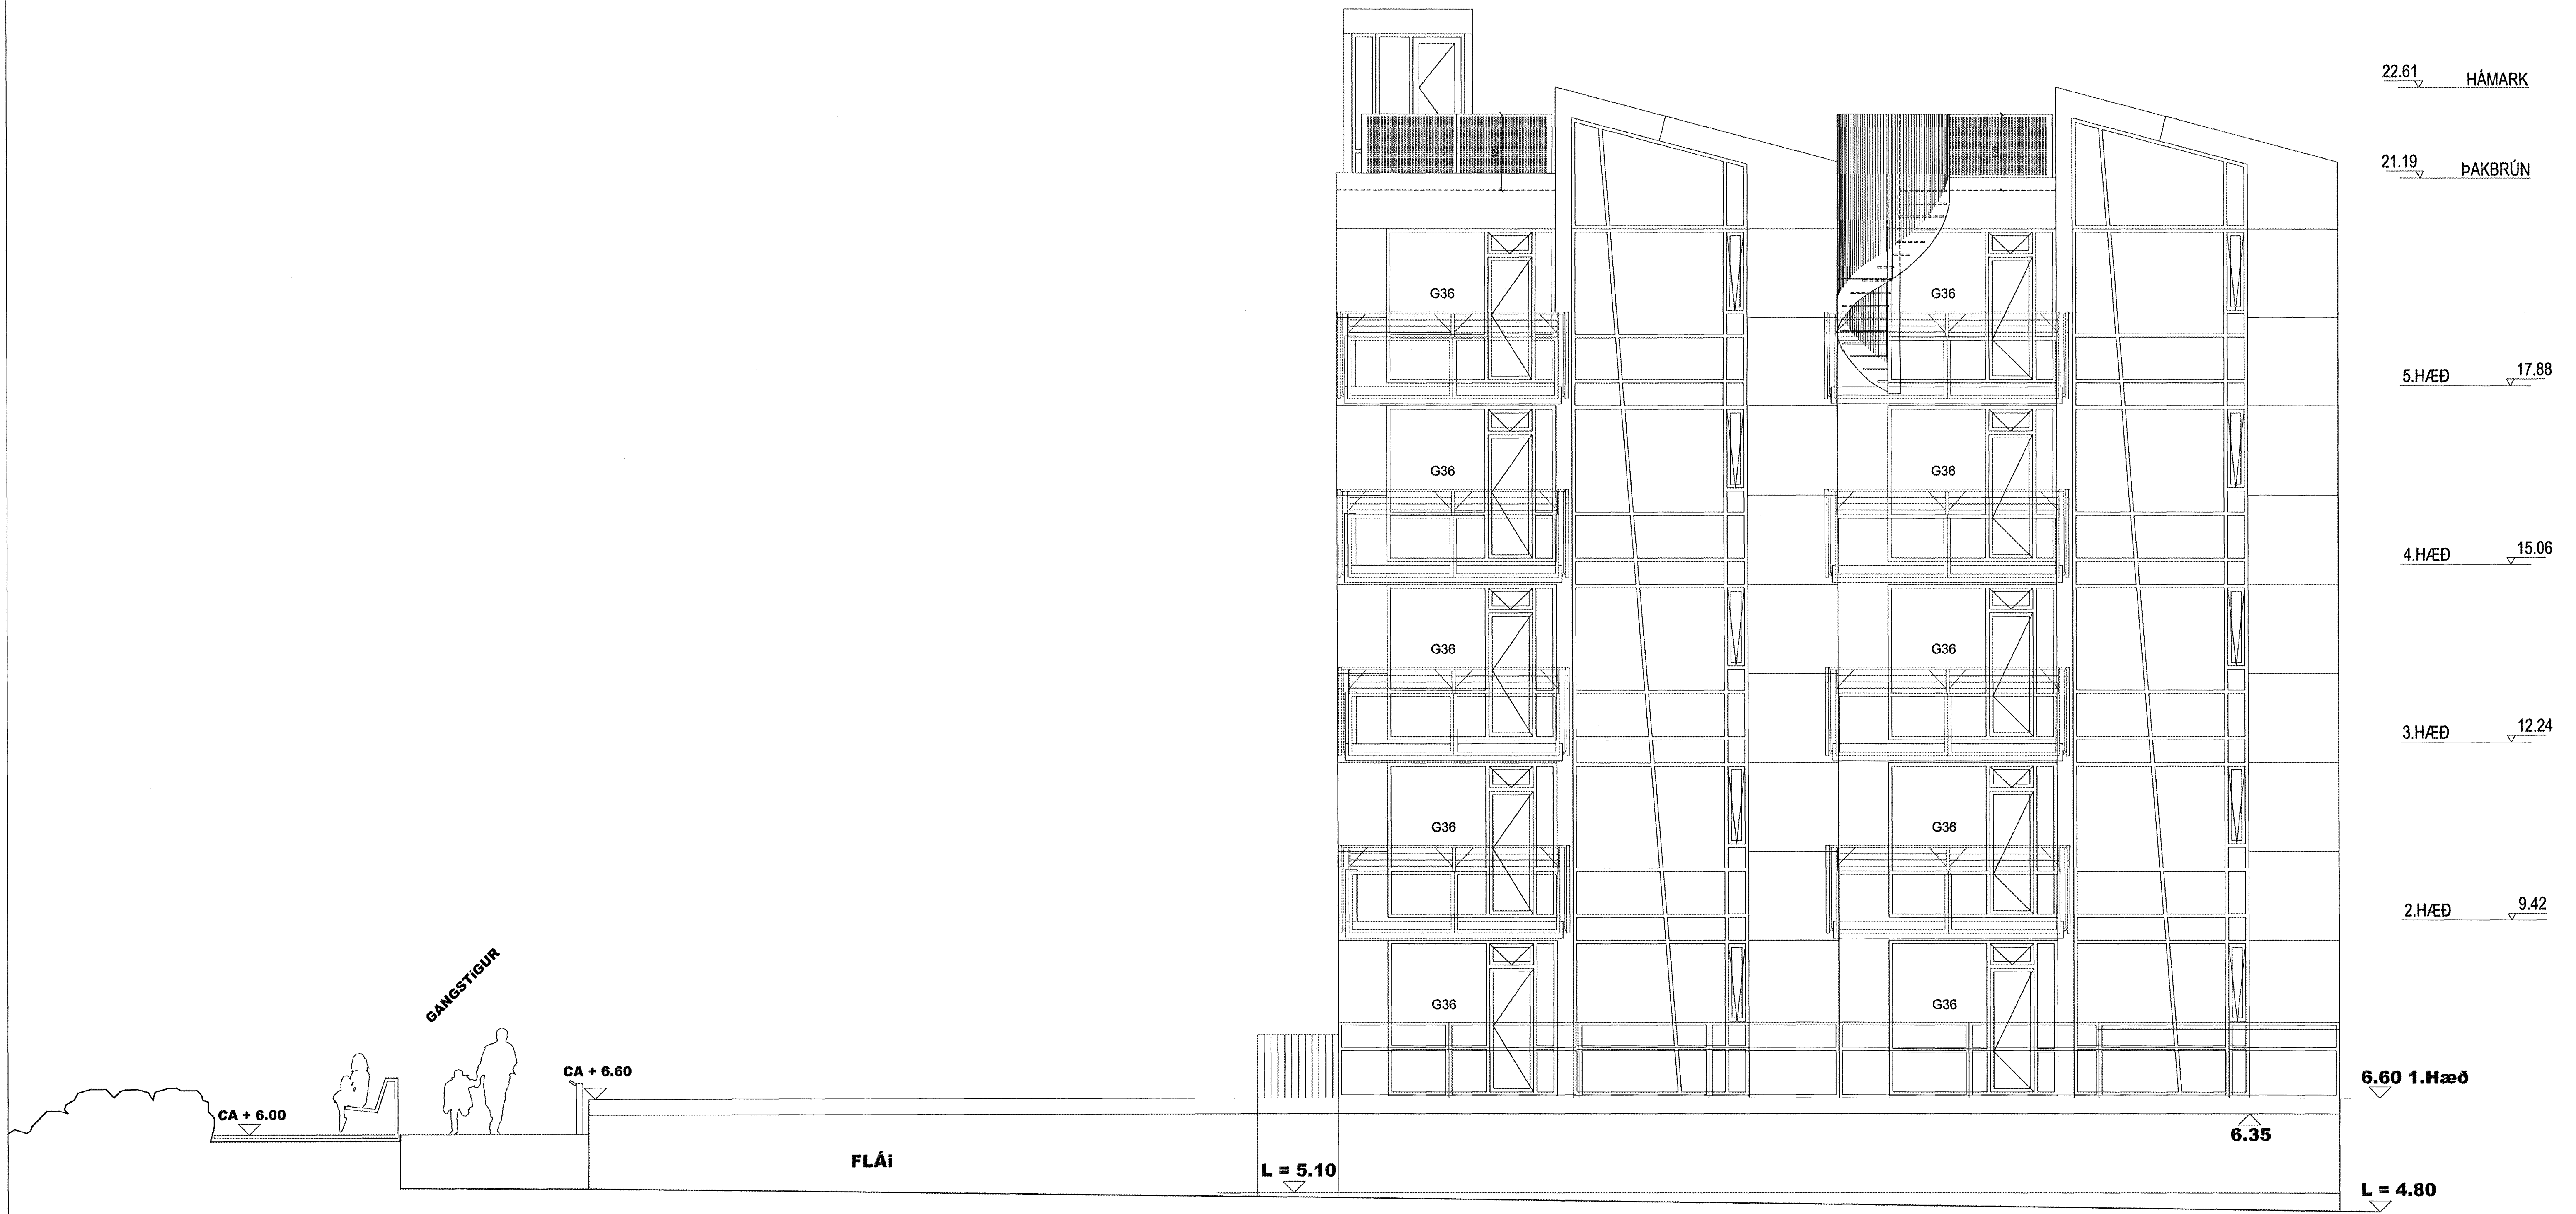 22.61 HÁMARK
120
120
21.19 ÞAKBRÚN
G36
G36
5.HÆÐ 17.88
G36
G36
4.HÆÐ 15.06
G36
G36
3.HÆÐ 12.24
G36
G36
2.HÆÐ 9.42
GANGSTíGUR
G36
G36
CA + 6.60
6.60 1.Hæð
CA + 6.00
6.35
FLÁi
L = 5.10
L = 4.80